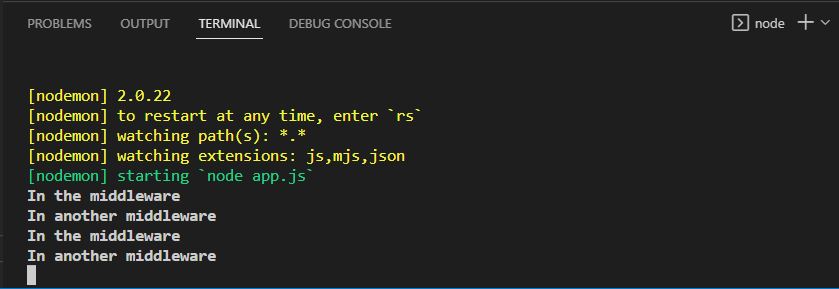 PROBLEMS OUTPUT TERMINAL DEBUG CONSOLE node
[nodemon] 2.0.22
[nodemon] to restart at any time, enter `rs`
[nodemon] watching path(s): *.*
[nodemon] watching extensions: js,mjs,json
[nodemon] starting `node app.js`
In the middleware
In another middleware
In the middleware
In another middleware